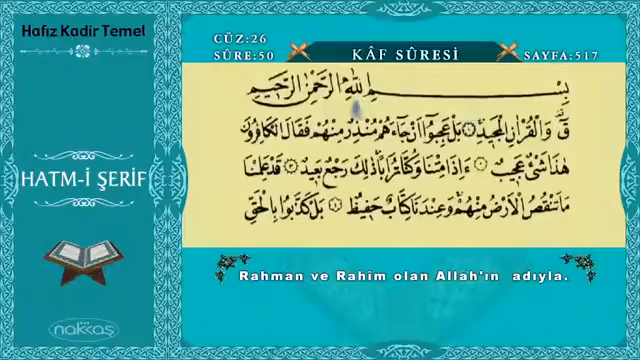 Hafız Kadir Temel
CÜZ:26
SÛRE:50
KÂF SÛRESİ
SAYFA:517
HATM-İ ŞERİF
بِسْمِ اللّٰهِ الرَّحْمٰنِ الرَّحِيمِ
قٓ وَالْقُرْاٰنِ الْمَجِيدِ ۝ بَلْ عَجِبُٓوا اَنْ جَٓاءَهُمْ مُنْذِرٌ مِنْهُمْ فَقَالَ الْكَافِرُونَ
هٰذَا شَيْءٌ عَجِيبٌ ۝ ءَاِذَا مِتْنَا وَكُنَّا تُرَابًا ذٰلِكَ رَجْعٌ بَعِيدٌ ۝ قَدْ عَلِمْنَا
مَا تَنْقُصُ الْاَرْضُ مِنْهُمْ وَعِنْدَنَا كِتَابٌ حَفِيظٌ ۝ بَلْ كَذَّبُوا بِالْحَقِّ
Rahman ve Rahîm olan Allah'ın adıyla.
nakkaş